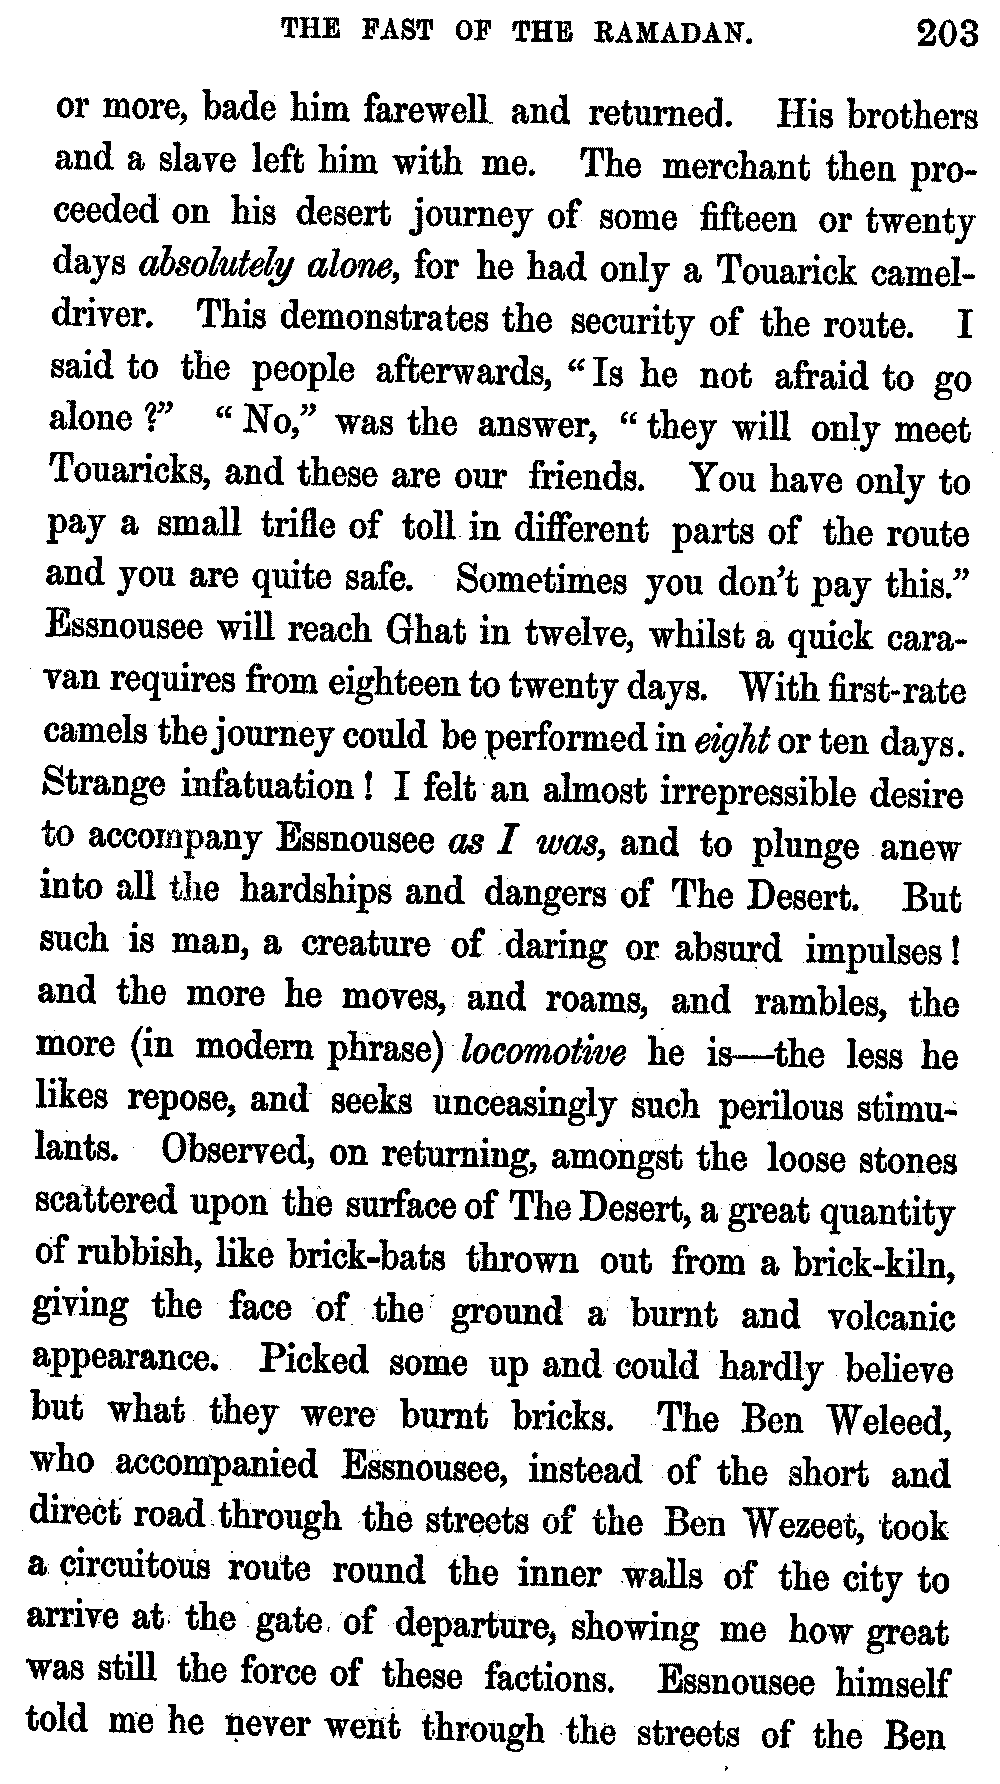 THE FAST OF THE RAMADAN. 203
or more, bade him farewell and returned. His brothers
and a slave left him with me. The merchant then pro-
ceeded on his desert journey of some fifteen or twenty
days absolutely alone, for he had only a Touarick camel-
driver. This demonstrates the security of the route. I
said to the people afterwards, “Is he not afraid to go
alone?” “No,” was the answer, “they will only meet
Touaricks, and these are our friends. You have only to
pay a small trifle of toll in different parts of the route
and you are quite safe. Sometimes you don't pay this.”
Essnousee will reach Ghat in twelve, whilst a quick cara-
van requires from eighteen to twenty days. With first-rate
camels the journey could be performed in eight or ten days.
Strange infatuation! I felt an almost irrepressible desire
to accompany Essnousee as I was, and to plunge anew
into all the hardships and dangers of The Desert. But
such is man, a creature of daring or absurd impulses!
and the more he moves, and roams, and rambles, the
more (in modern phrase) locomotive he is—the less he
likes repose, and seeks unceasingly such perilous stimu-
lants. Observed, on returning, amongst the loose stones
scattered upon the surface of The Desert, a great quantity
of rubbish, like brick-bats thrown out from a brick-kiln,
giving the face of the ground a burnt and volcanic
appearance. Picked some up and could hardly believe
but what they were burnt bricks. The Ben Weleed,
who accompanied Essnousee, instead of the short and
direct road through the streets of the Ben Wezeet, took
a circuitous route round the inner walls of the city to
arrive at the gate of departure, showing me how great
was still the force of these factions. Essnousee himself
told me he never went through the streets of the Ben